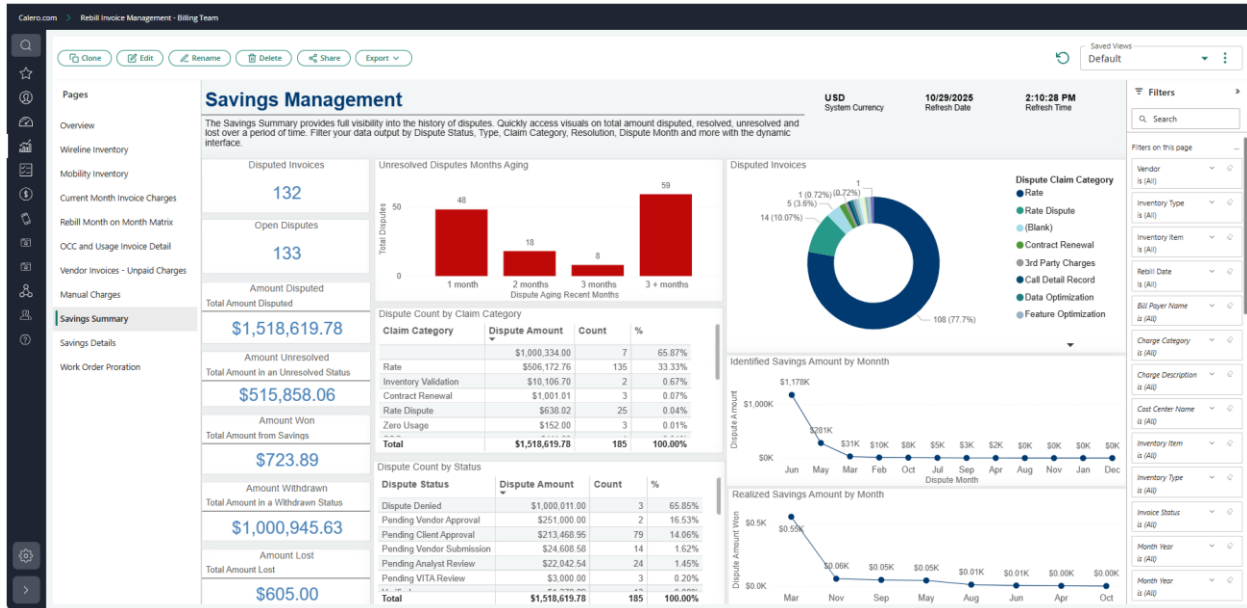 Calero.com > Rebill Invoice Management - Billing Team
Clone Edit Rename Delete Share Export
Saved Views
Default
Pages
Overview
Wireline Inventory
Mobility Inventory
Current Month Invoice Charges
Rebill Month on Month Matrix
OCC and Usage Invoice Detail
Vendor Invoices - Unpaid Charges
Manual Charges
Savings Summary
Savings Details
Work Order Proration
Savings Management
USD
System Currency
10/29/2025
Refresh Date
2:10:28 PM
Refresh Time
The Savings Summary provides full visibility into the history of disputes. Quickly access visuals on total amount disputed, resolved, unresolved and
lost over a period of time. Filter your data output by Dispute Status, Type, Claim Category, Resolution, Dispute Month and more with the dynamic
interface.
Disputed Invoices
132
Open Disputes
133
Amount Disputed
Total Amount Disputed
$1,518,619.78
Amount Unresolved
Total Amount in an Unresolved Status
$515,858.06
Amount Won
Total Amount from Savings
$723.89
Amount Withdrawn
Total Amount in a Withdrawn Status
$1,000,945.63
Amount Lost
Total Amount Lost
$605.00
Unresolved Disputes Months Aging
Total Disputes
50
0
48
18
8
59
1 month 2 months 3 months 3 + months
Dispute Aging Recent Months
Dispute Count by Claim Category
Claim Category Dispute Amount Count %
$1,000,334.00 7 65.87%
Rate $506,172.76 135 33.33%
Inventory Validation $10,106.70 2 0.67%
Contract Renewal $1,001.01 3 0.07%
Rate Dispute $638.02 25 0.04%
Zero Usage $152.00 3 0.01%
Total $1,518,619.78 185 100.00%
Dispute Count by Status
Dispute Status Dispute Amount Count %
Dispute Denied $1,000,011.00 3 65.85%
Pending Vendor Approval $251,000.00 2 16.53%
Pending Client Approval $213,468.95 79 14.06%
Pending Vendor Submission $24,608.58 14 1.62%
Pending Analyst Review $22,042.54 24 1.45%
Pending VITA Review $3,000.00 3 0.20%
Total $1,518,619.78 185 100.00%
Disputed Invoices
1
1 (0.72%) (0.72%)
5 (3.6%)
14 (10.07%)
108 (77.7%)
Dispute Claim Category
Rate
Rate Dispute
(Blank)
Contract Renewal
3rd Party Charges
Call Detail Record
Data Optimization
Feature Optimization
Identified Savings Amount by Monnth
Dispute Amount
$1,000K
$0K
$1,178K
$281K
$31K $10K $8K $5K $3K $2K $0K $0K $0K $0K
Jun May Mar Feb Oct Jul Sep Apr Aug Nov Jan Dec
Dispute Month
Realized Savings Amount by Month
Dispute Amount Won
$0.5K
$0.0K
$0.55K
$0.06K $0.05K $0.05K $0.01K $0.01K $0.00K $0.00K
Mar Nov Sep May Aug Jun Apr Oct
Filters
Search
Filters on this page
Vendor
is (All)
Inventory Type
is (All)
Inventory Item
is (All)
Rebill Date
is (All)
Bill Payer Name
is (All)
Charge Category
is (All)
Charge Description
is (All)
Cost Center Name
is (All)
Inventory Item
is (All)
Inventory Type
is (All)
Invoice Status
is (All)
Month Year
is (All)
Month Year
is (All)